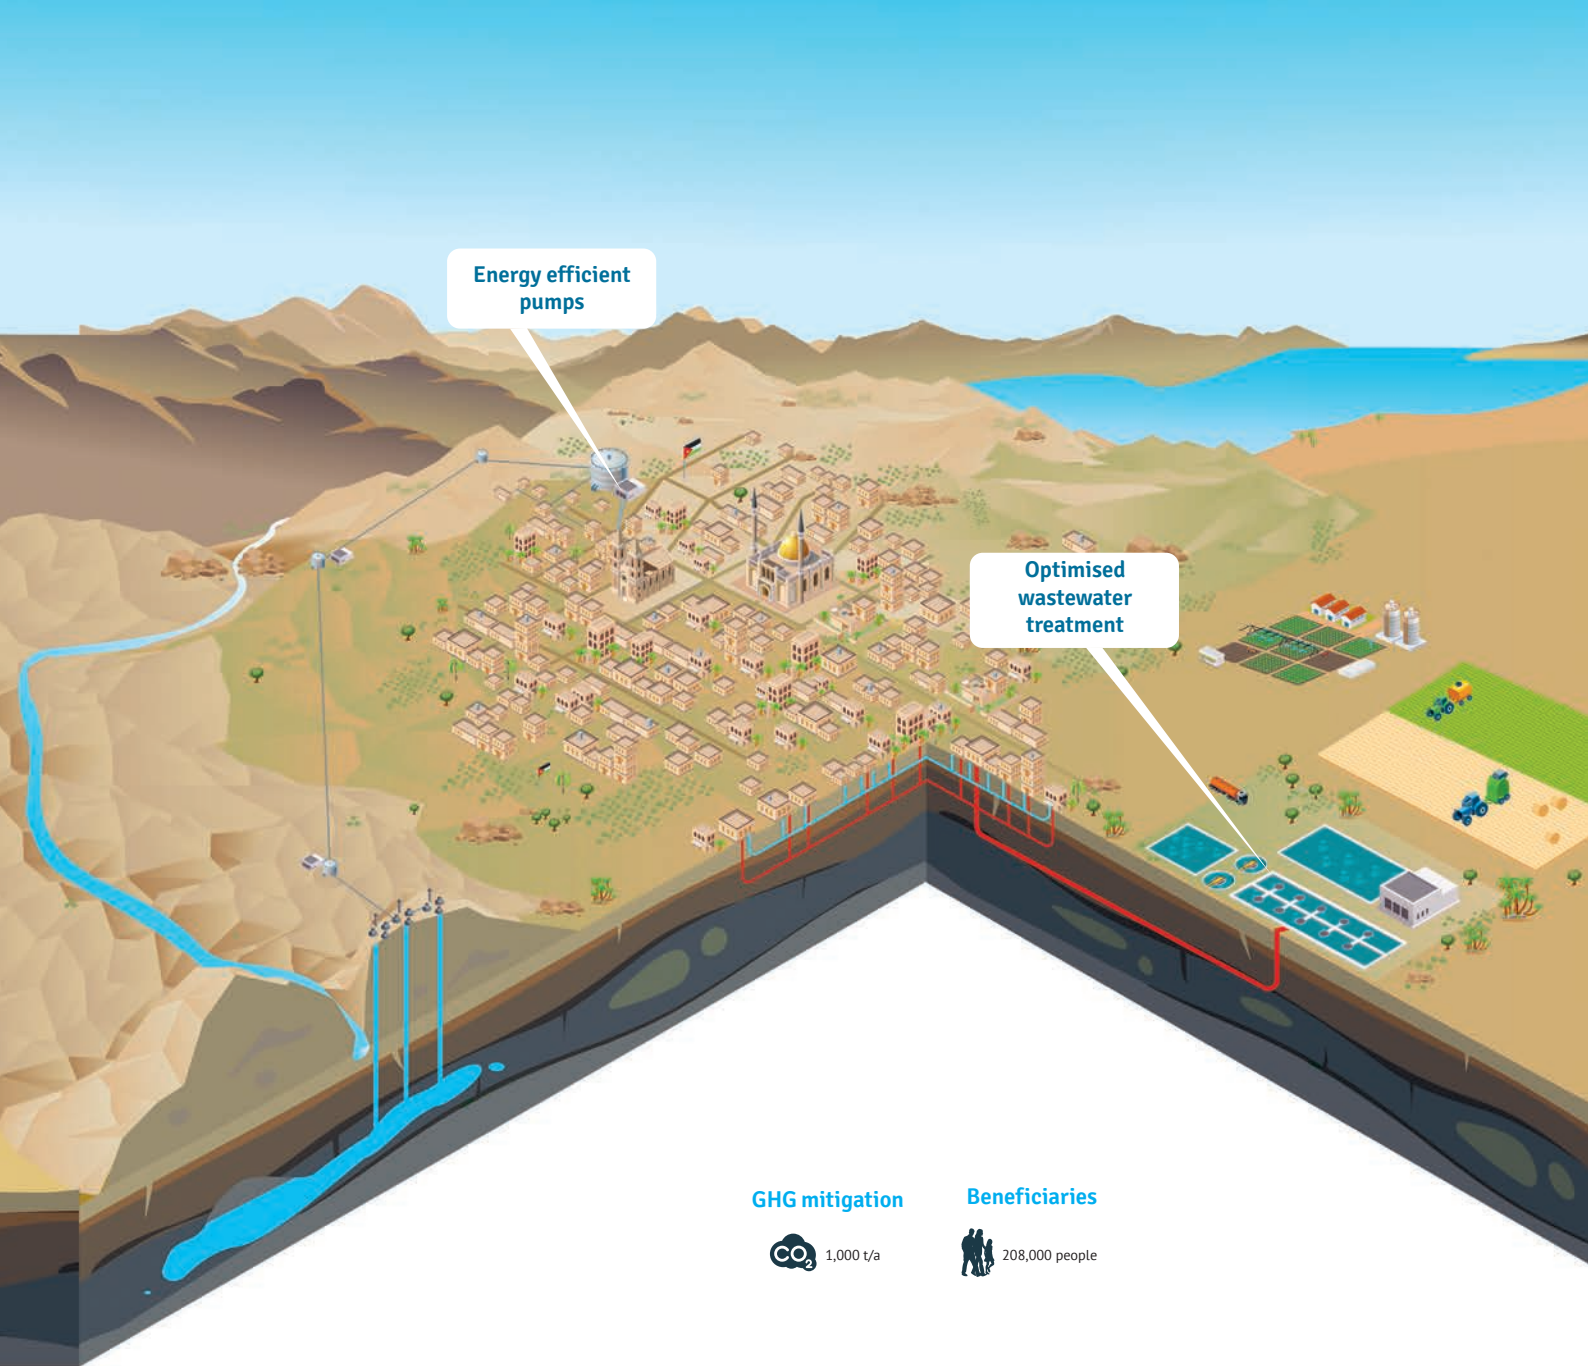 Energy efficient
pumps
Optimised
wastewater
treatment
GHG mitigation
CO2
1,000 t/a
Beneficiaries
208,000 people